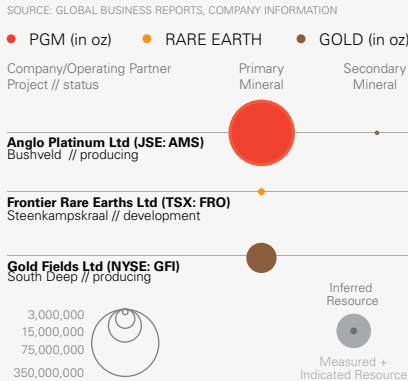 SOURCE: GLOBAL BUSINESS REPORTS, COMPANY INFORMATION
PGM (in oz) RARE EARTH GOLD (in oz)
Company/Operating Partner Primary Secondary
Project // status Mineral Mineral
Anglo Platinum Ltd (JSE: AMS)
Bushveld // producing
Frontier Rare Earths Ltd (TSX: FRO)
Steenkampskraal // development
Gold Fields Ltd (NYSE: GFI)
South Deep // producing
Inferred
Resource
3,000,000
15,000,000
75,000,000
350,000,000
Measured +
Indicated Resource